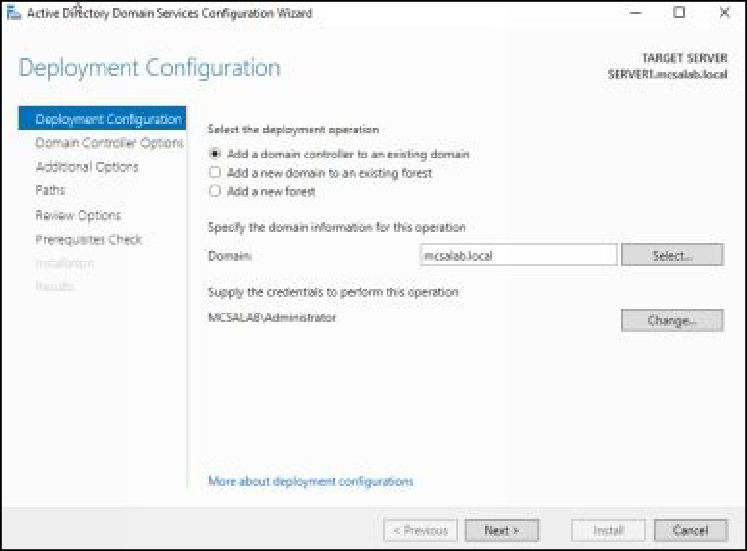 Active Directory Domain Services Configuration Wizard
Deployment Configuration
TARGET SERVER
SERVER1.mcsalab.local
Deployment Configuration
Domain Controller Options
Additional Options
Paths
Review Options
Prerequisites Check
Installation
Results
Select the deployment operation
Add a domain controller to an existing domain
Add a new domain to an existing forest
Add a new forest
Specify the domain information for this operation
Domain:
mcsalab.local
Select...
Supply the credentials to perform this operation
MCSALAB\Administrator
Change...
More about deployment configurations
< Previous
Next >
Install
Cancel